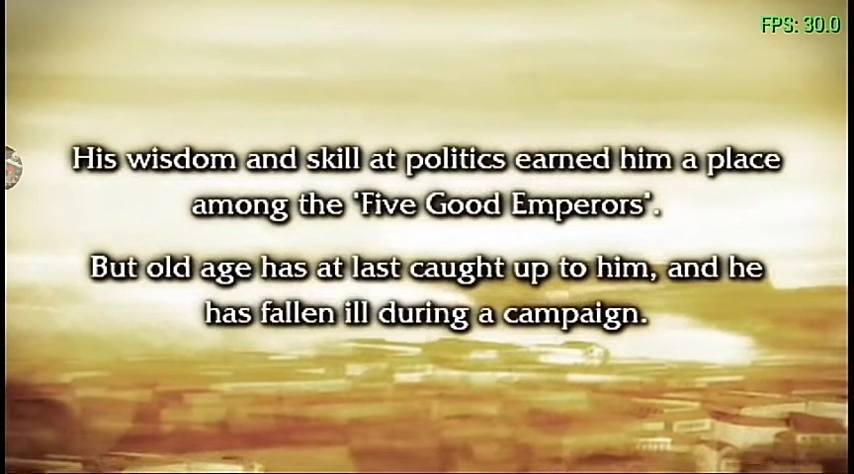 FPS: 30.0
His wisdom and skill at politics earned him a place
among the 'Five Good Emperors'.
But old age has at last caught up to him, and he
has fallen ill during a campaign.